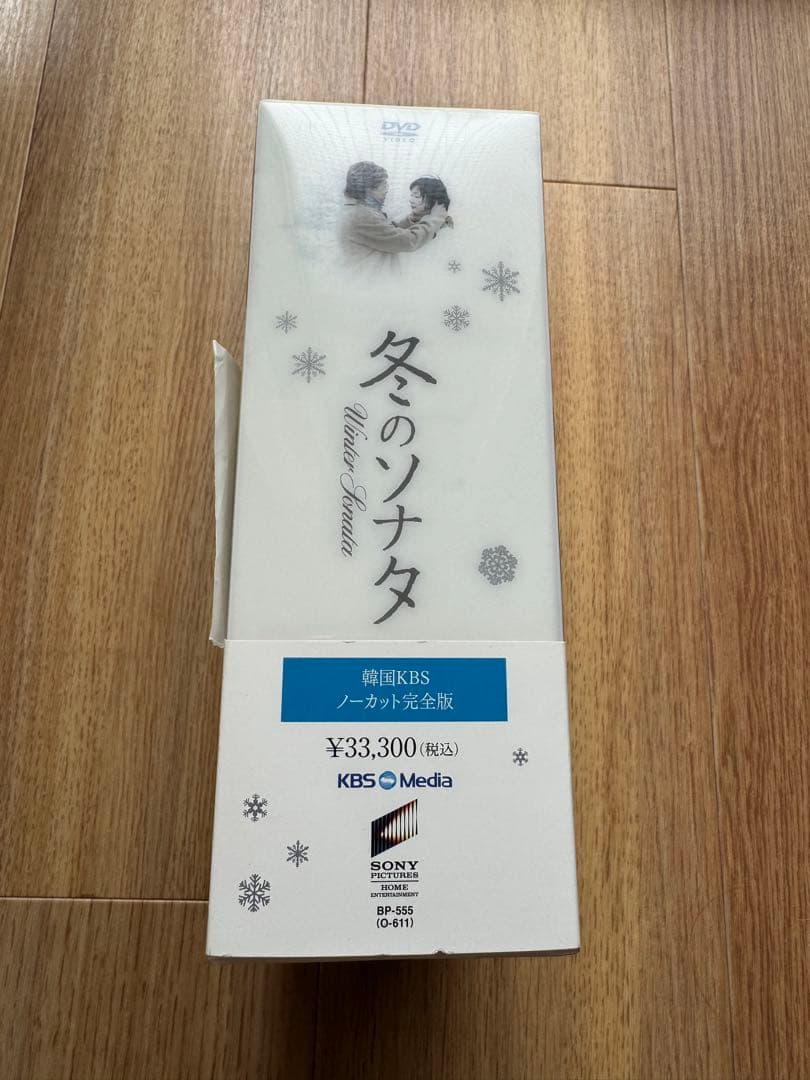 DVD
VIDEO
冬のソナタ
Winter Sonata
韓国KBS
ノーカット完全版
¥33,300(税込)
KBS Media
SONY
PICTURES
HOME
ENTERTAINMENT
BP-555
(O-611)